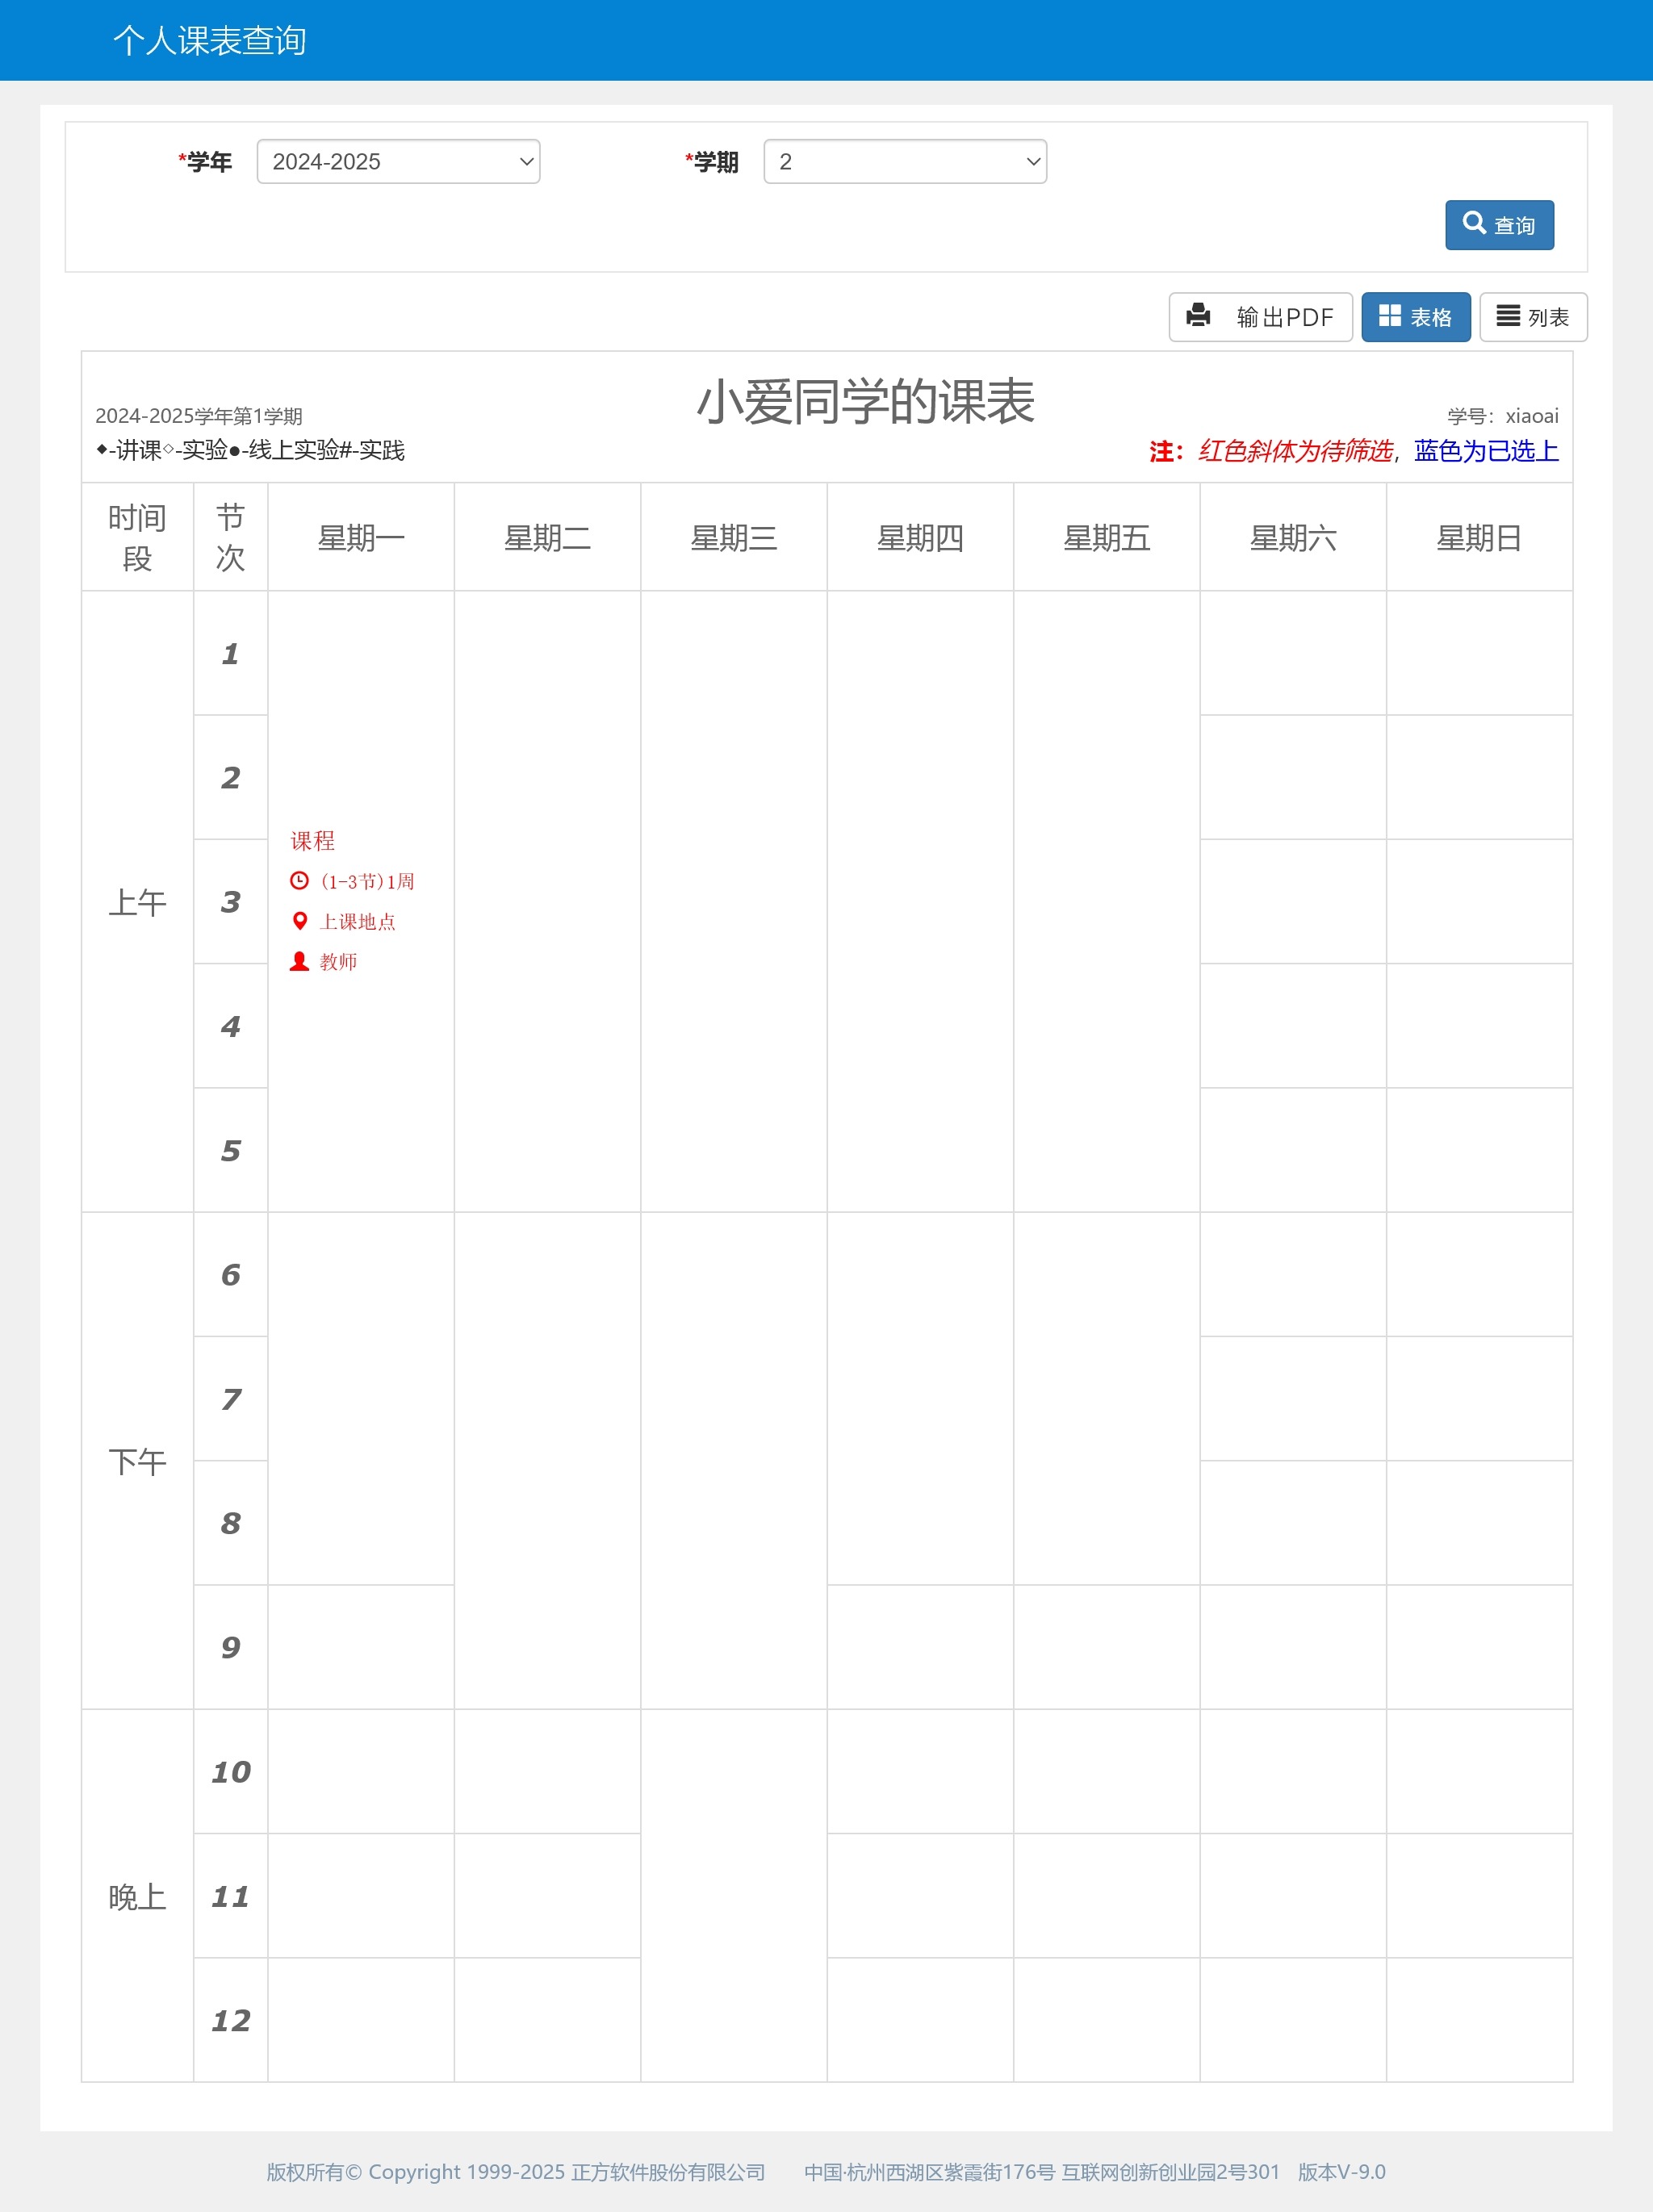 个人课表查询
*学年 2024-2025 *学期 2
查询
输出PDF 表格 列表
小爱同学的课表
2024-2025学年第1学期 学号：xiaoai
◆-讲课◇-实验●-线上实验#-实践 注：红色斜体为待筛选，蓝色为已选上
时间段 节次 星期一 星期二 星期三 星期四 星期五 星期六 星期日
上午
1
2
3
4
5
课程
(1-3节)1周
上课地点
教师
下午
6
7
8
9
晚上
10
11
12
版权所有© Copyright 1999-2025 正方软件股份有限公司 中国·杭州西湖区紫霞街176号 互联网创新创业园2号301 版本V-9.0